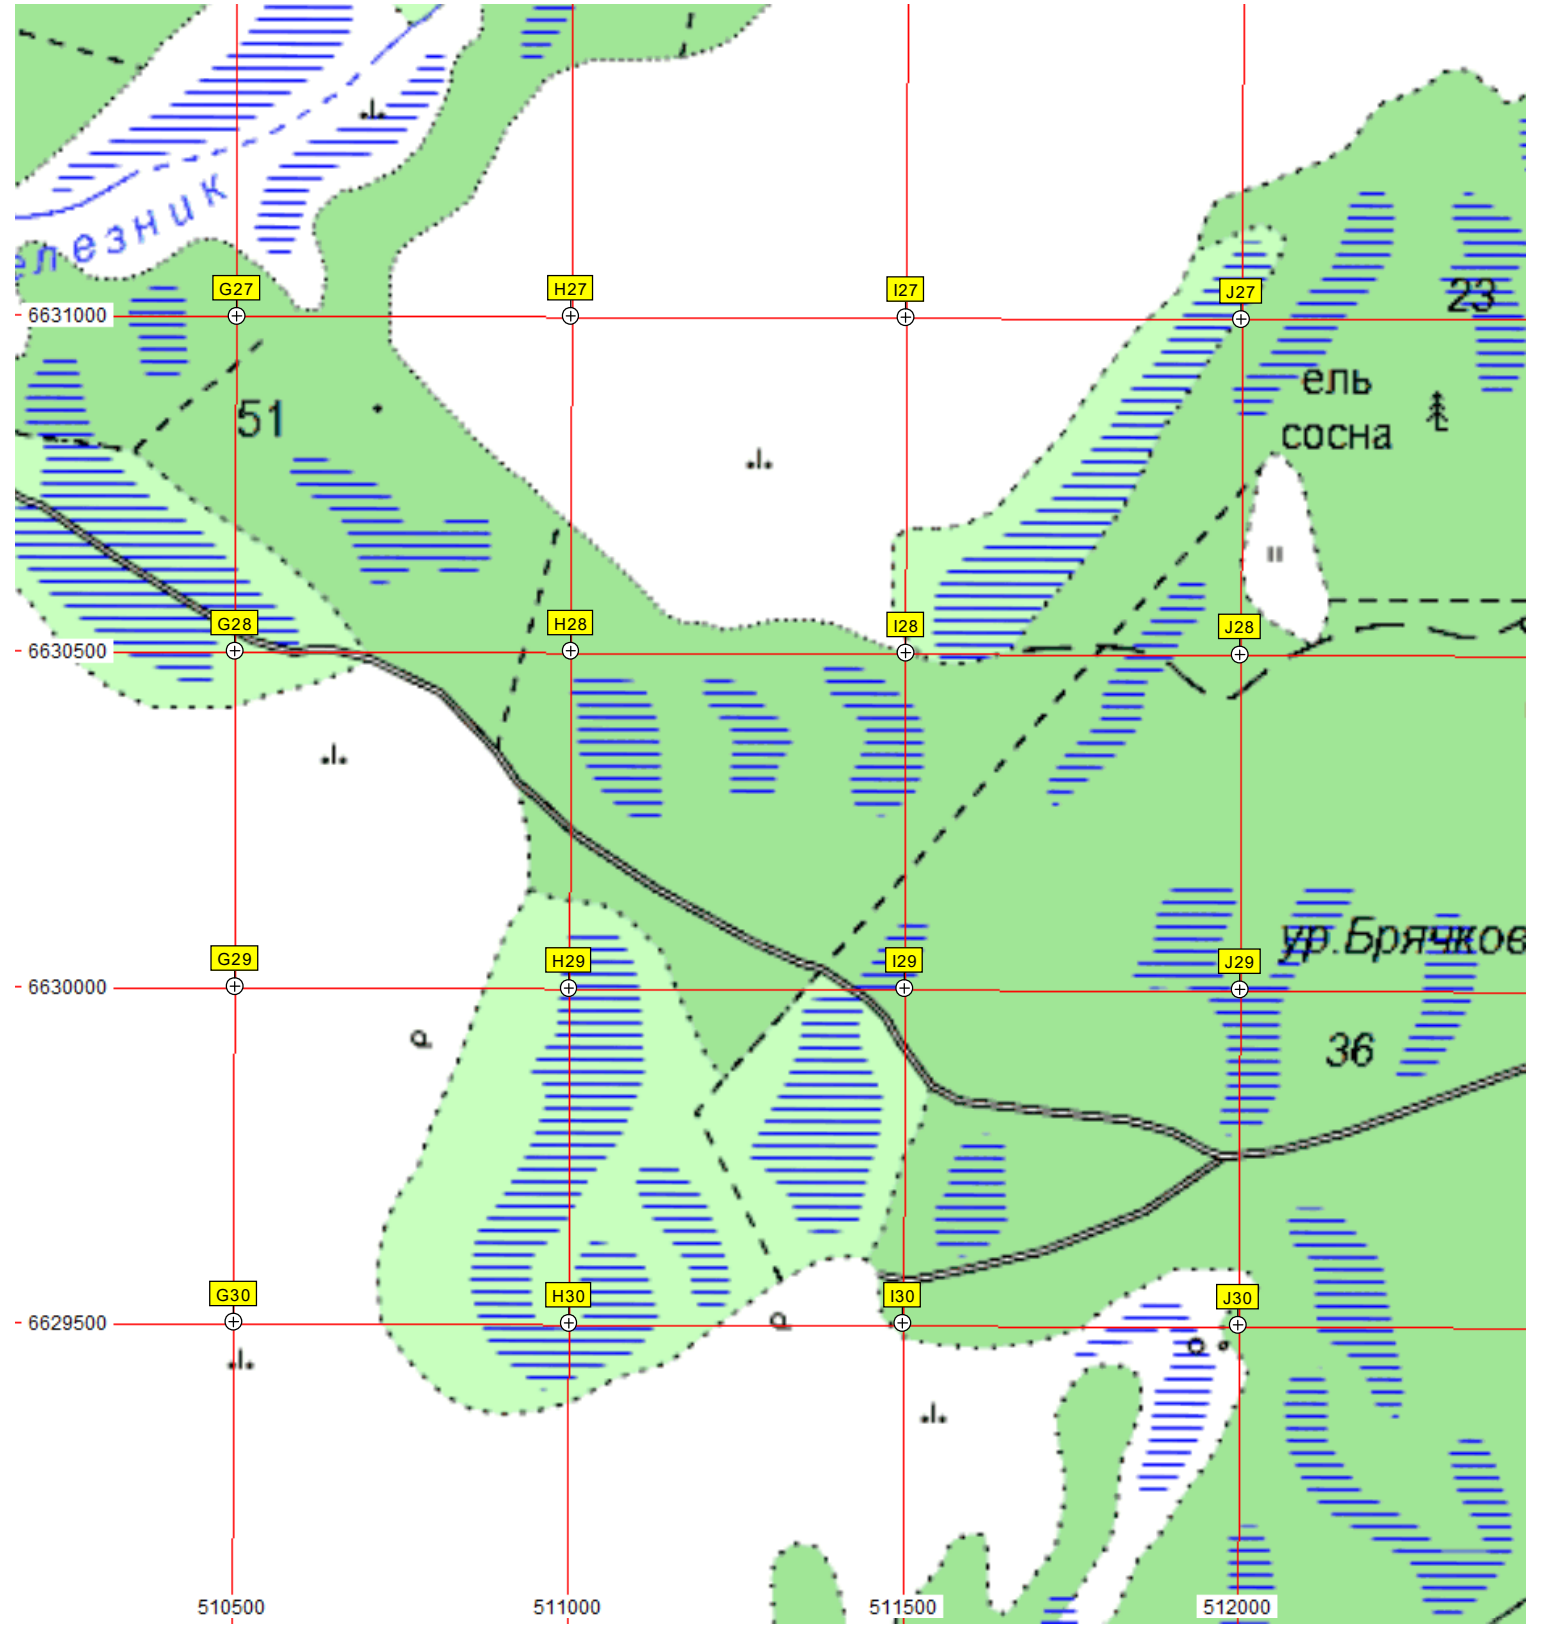 елезник
G27 H27 I27 J27
23
6631000
ель
сосна
51
G28 H28 I28 J28
6630500
ур.Брячков
G29 H29 I29 J29
6630000
36
G30 H30 I30 J30
6629500
510500 511000 511500 512000